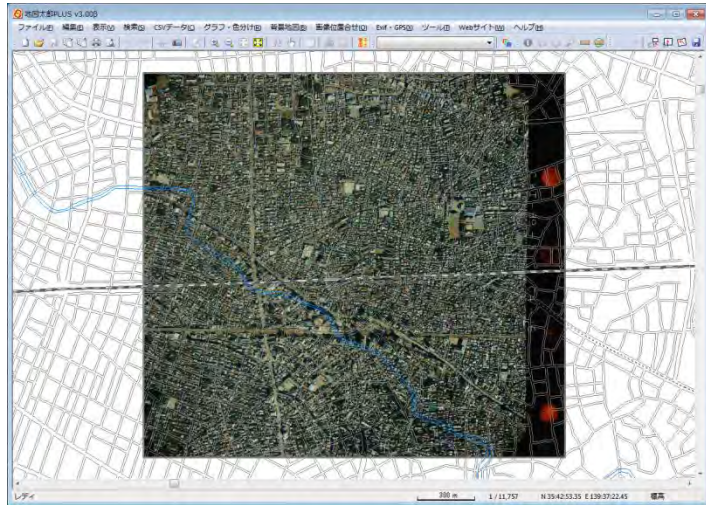 地図太郎PLUS v3.00β
ファイル(F) 編集(E) 表示(V) 検索(S) CSVデータ(C) グラフ・色分け(G) 背景地図(B) 画像位置合せ(O) Exif・GPS(D) ツール(T) Webサイト(W) ヘルプ(H)
レディ 300 m 1 / 11,757 N 35:42:53.35 E 139:37:22.45 標高